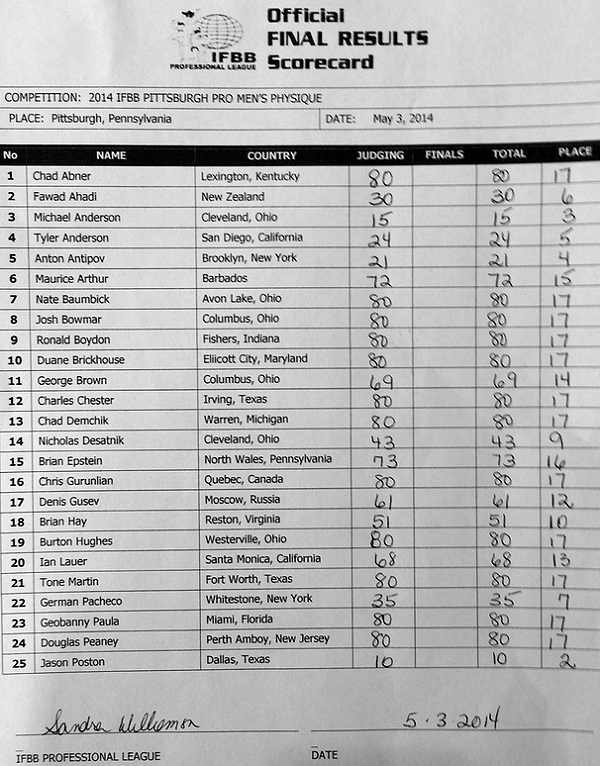 Official
FINAL RESULTS
Scorecard
IFBB
PROFESSIONAL LEAGUE
COMPETITION: 2014 IFBB PITTSBURGH PRO MEN'S PHYSIQUE
PLACE: Pittsburgh, Pennsylvania DATE: May 3, 2014
No NAME COUNTRY JUDGING FINALS TOTAL PLACE
1 Chad Abner Lexington, Kentucky 80 80 17
2 Fawad Ahadi New Zealand 30 30 6
3 Michael Anderson Cleveland, Ohio 15 15 3
4 Tyler Anderson San Diego, California 24 24 5
5 Anton Antipov Brooklyn, New York 21 21 4
6 Maurice Arthur Barbados 72 72 15
7 Nate Baumbick Avon Lake, Ohio 80 80 17
8 Josh Bowmar Columbus, Ohio 80 80 17
9 Ronald Boydon Fishers, Indiana 80 80 17
10 Duane Brickhouse Eliicott City, Maryland 80 80 17
11 George Brown Columbus, Ohio 69 69 14
12 Charles Chester Irving, Texas 80 80 17
13 Chad Demchik Warren, Michigan 80 80 17
14 Nicholas Desatnik Cleveland, Ohio 43 43 9
15 Brian Epstein North Wales, Pennsylvania 73 73 16
16 Chris Gurunlian Quebec, Canada 80 80 17
17 Denis Gusev Moscow, Russia 61 61 12
18 Brian Hay Reston, Virginia 51 51 10
19 Burton Hughes Westerville, Ohio 80 80 17
20 Ian Lauer Santa Monica, California 68 68 13
21 Tone Martin Fort Worth, Texas 80 80 17
22 German Pacheco Whitestone, New York 35 35 7
23 Geobanny Paula Miami, Florida 80 80 17
24 Douglas Peaney Perth Amboy, New Jersey 80 80 17
25 Jason Poston Dallas, Texas 10 10 2
Sandra Williamson 5·3·2014
IFBB PROFESSIONAL LEAGUE DATE